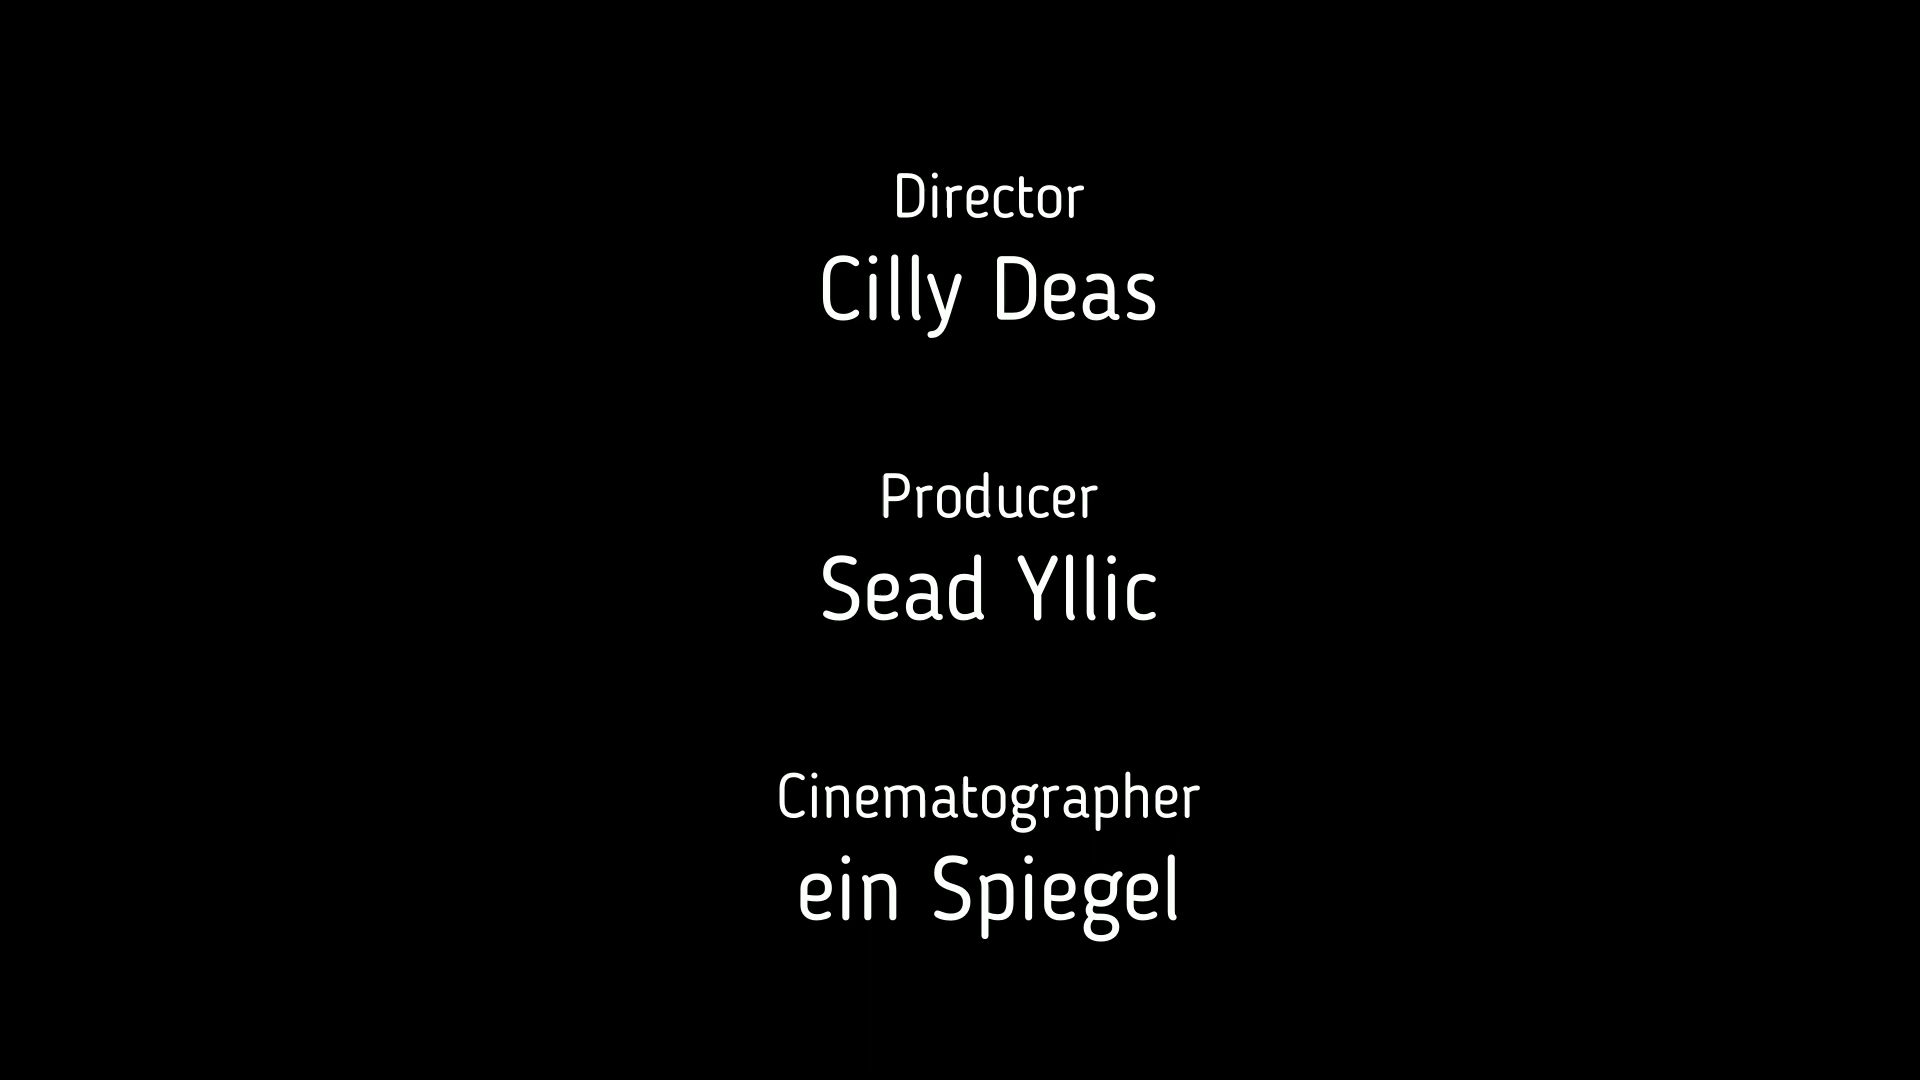 Director
Cilly Deas
Producer
Sead Yllic
Cinematographer
ein Spiegel